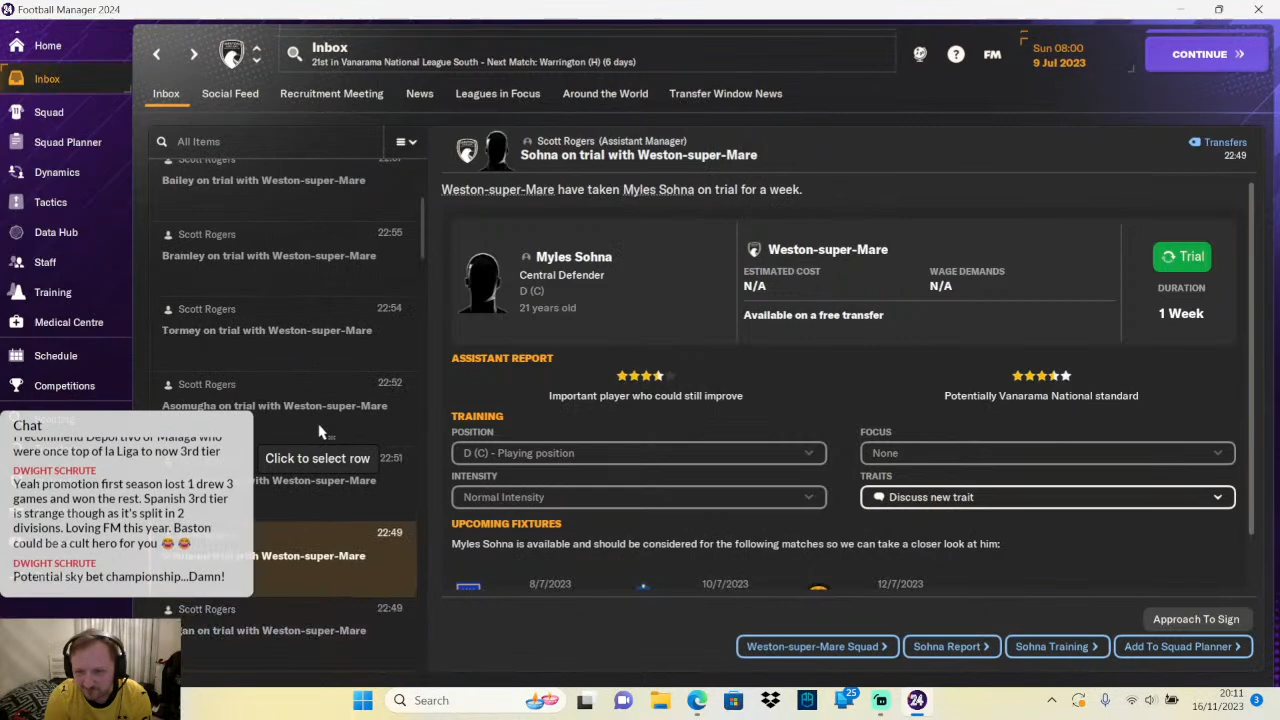 Football Manager 2024
Home
Inbox
Squad
Squad Planner
Dynamics
Tactics
Data Hub
Staff
Training
Medical Centre
Schedule
Competitions
Inbox
21st in Vanarama National League South - Next Match: Warrington (H) (6 days)
FM
Sun 08:00
9 Jul 2023
CONTINUE
Inbox
Social Feed
Recruitment Meeting
News
Leagues in Focus
Around the World
Transfer Window News
All Items
Scott Rogers
Bailey on trial with Weston-super-Mare
Scott Rogers
22:55
Bramley on trial with Weston-super-Mare
Scott Rogers
22:54
Tormey on trial with Weston-super-Mare
Scott Rogers
22:52
Asomugha on trial with Weston-super-Mare
22:51
with Weston-super-Mare
22:49
with Weston-super-Mare
Scott Rogers
22:49
on trial with Weston-super-Mare
Click to select row
Scott Rogers (Assistant Manager)
Sohna on trial with Weston-super-Mare
Transfers
22:49
Weston-super-Mare have taken Myles Sohna on trial for a week.
Myles Sohna
Central Defender
D (C)
21 years old
Weston-super-Mare
ESTIMATED COST
N/A
WAGE DEMANDS
N/A
Available on a free transfer
Trial
DURATION
1 Week
ASSISTANT REPORT
Important player who could still improve
Potentially Vanarama National standard
TRAINING
POSITION
D (C) - Playing position
FOCUS
None
INTENSITY
Normal Intensity
TRAITS
Discuss new trait
UPCOMING FIXTURES
Myles Sohna is available and should be considered for the following matches so we can take a closer look at him:
8/7/2023
10/7/2023
12/7/2023
Approach To Sign
Weston-super-Mare Squad
Sohna Report
Sohna Training
Add To Squad Planner
Chat
I recommend Deportivo or Malaga who
were once top of la Liga to now 3rd tier
DWIGHT SCHRUTE
Yeah promotion first season lost 1 drew 3
games and won the rest. Spanish 3rd tier
is strange though as it's split in 2
divisions. Loving FM this year. Baston
could be a cult hero for you 😂 😂
DWIGHT SCHRUTE
Potential sky bet championship...Damn!
Search
25
24
20:11
16/11/2023
3